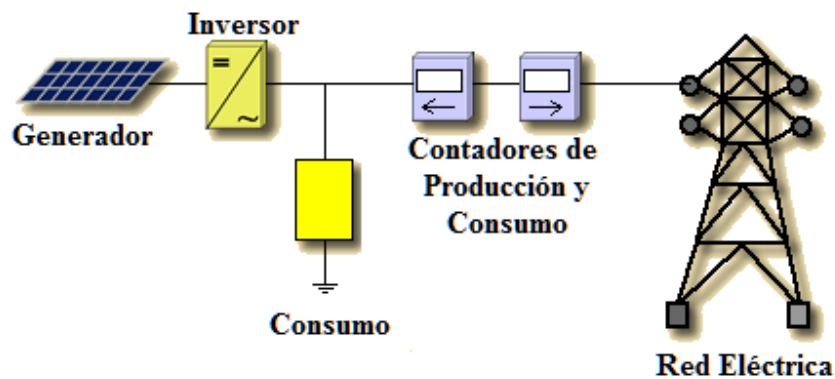 Inversor
Generador
Contadores de
Producción y
Consumo
Consumo
Red Eléctrica